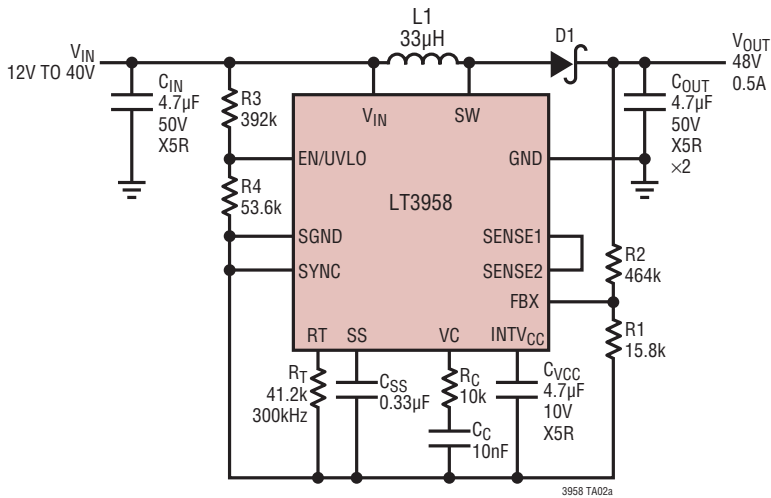 L1
33µH
D1
VIN
12V TO 40V
VOUT
48V
0.5A
CIN
4.7µF
50V
X5R
R3
392k
VIN
SW
COUT
4.7µF
50V
X5R
×2
EN/UVLO
GND
R4
53.6k
LT3958
SGND
SENSE1
SYNC
SENSE2
R2
464k
FBX
RT
SS
VC
INTVCC
R1
15.8k
RT
41.2k
300kHz
CSS
0.33µF
RC
10k
CC
10nF
CVCC
4.7µF
10V
X5R
3958 TA02a